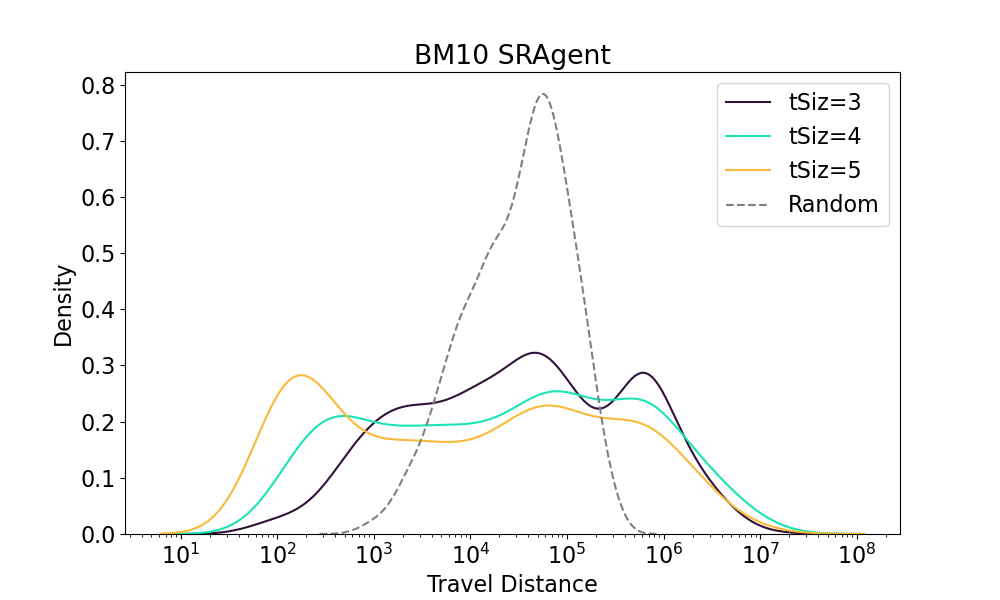 BM10 SRAgent
tSiz=3
tSiz=4
tSiz=5
Random
Density
0.8
0.7
0.6
0.5
0.4
0.3
0.2
0.1
0.0
10¹ 10² 10³ 10⁴ 10⁵ 10⁶ 10⁷ 10⁸
Travel Distance